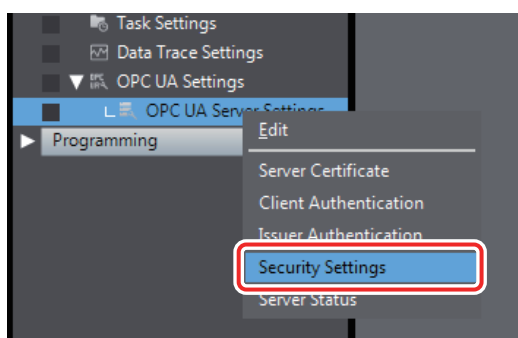 Task Settings
Data Trace Settings
OPC UA Settings
OPC UA Server Settings
Programming
Edit
Server Certificate
Client Authentication
Issuer Authentication
Security Settings
Server Status